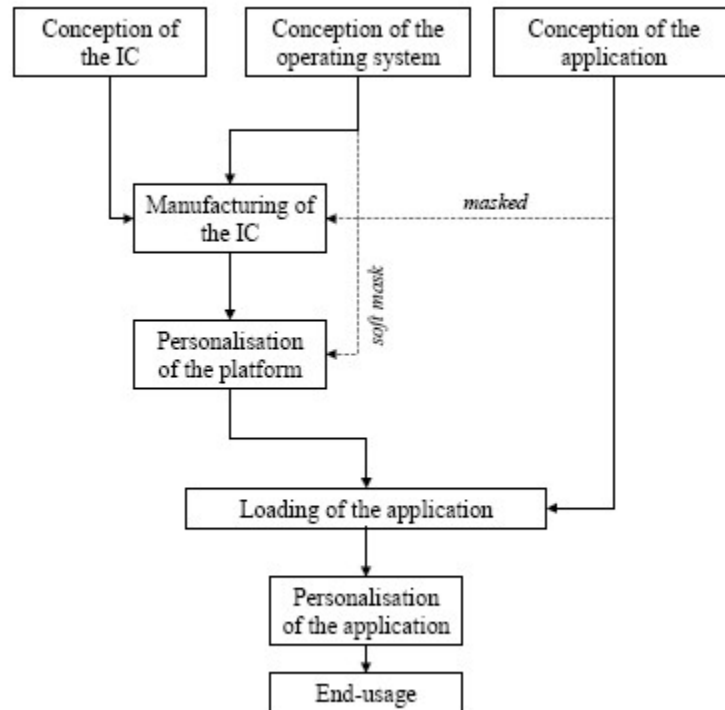 Conception of
the IC
Conception of the
operating system
Conception of the
application
Manufacturing of
the IC
masked
soft mask
Personalisation
of the platform
Loading of the application
Personalisation
of the application
End-usage